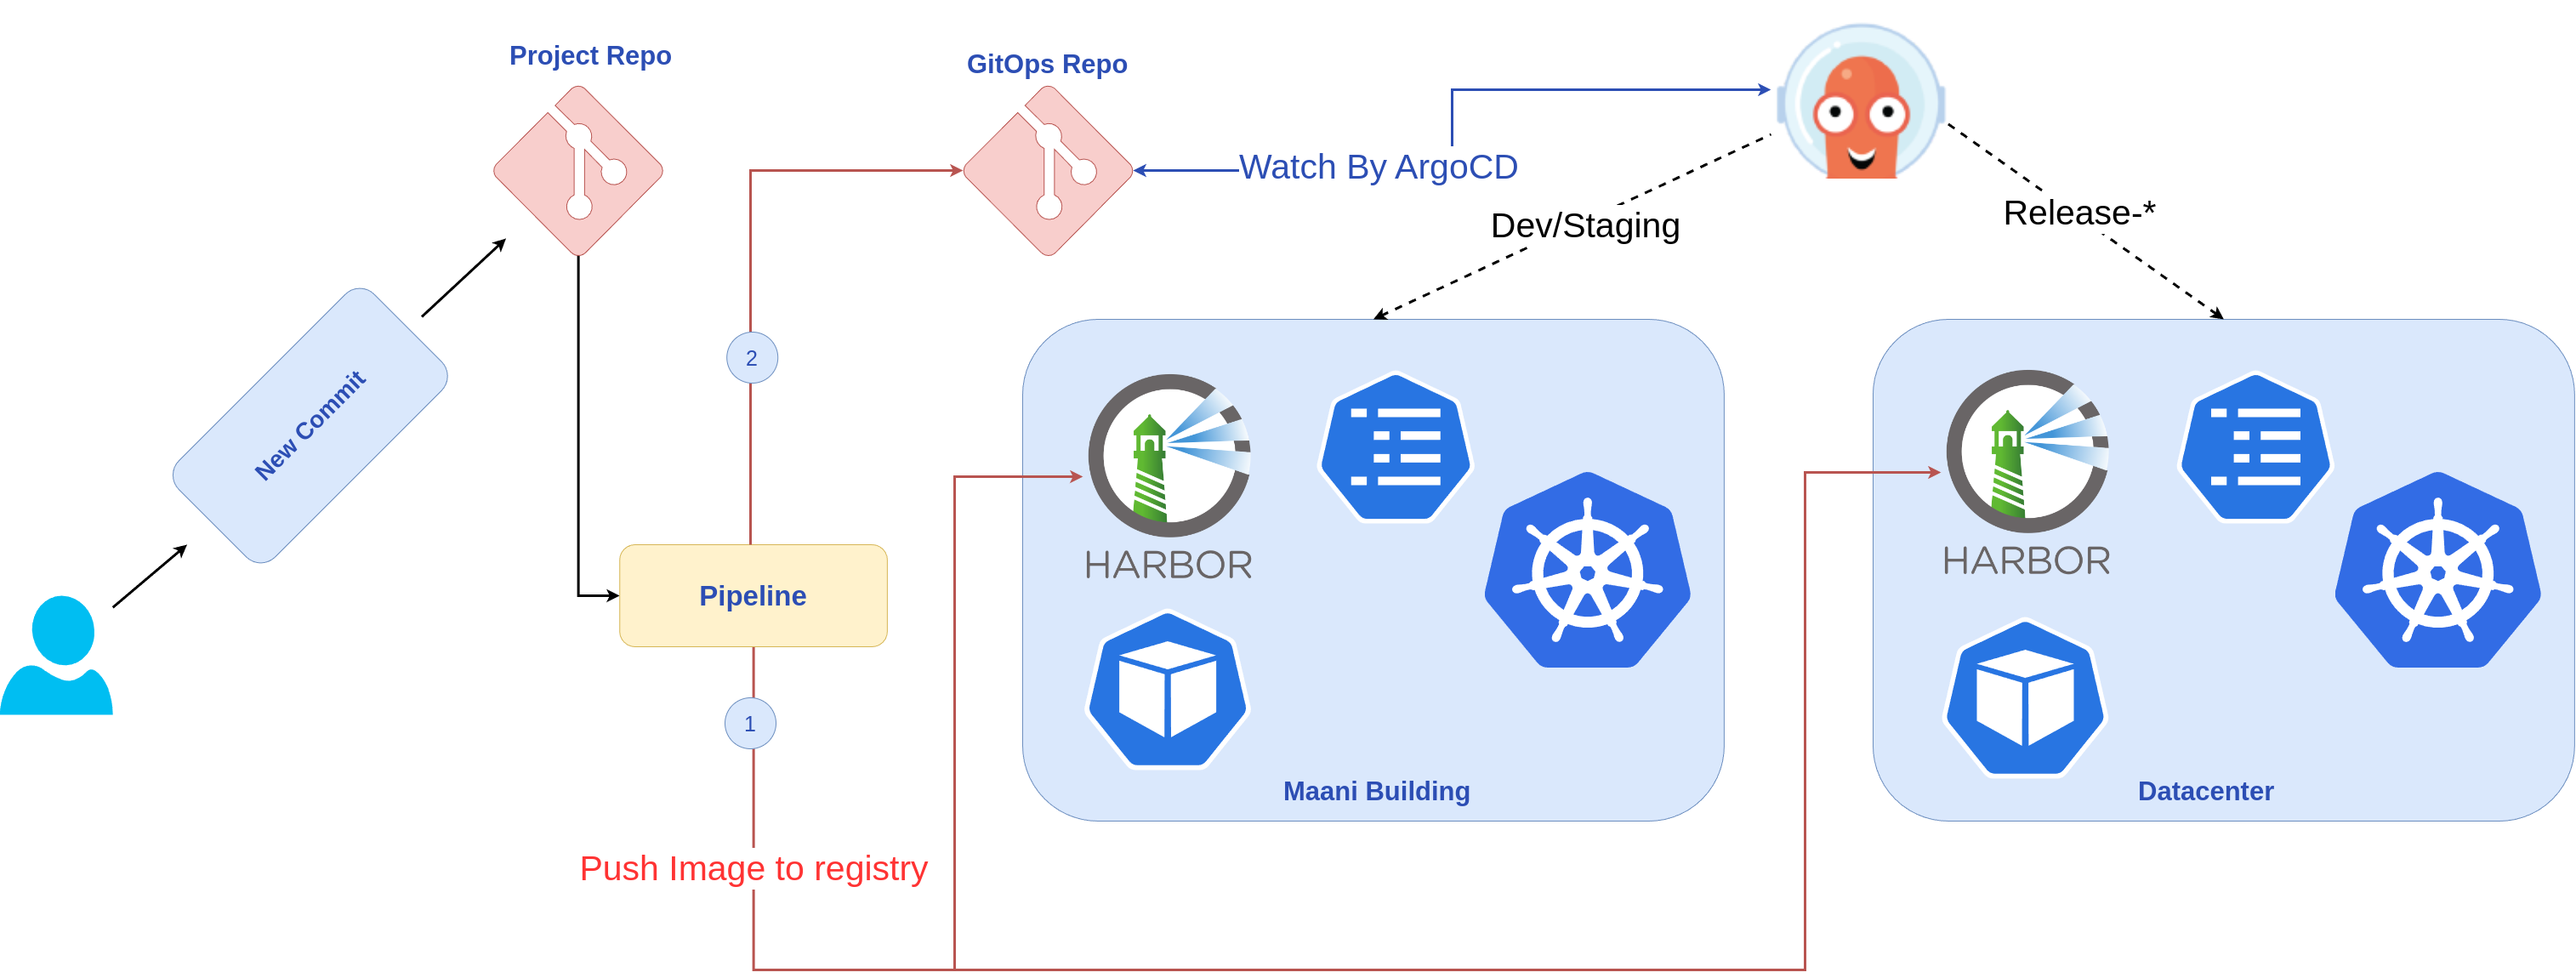 Project Repo
GitOps Repo
Watch By ArgoCD
Dev/Staging
Release-*
New Commit
2
HARBOR
HARBOR
Pipeline
1
Maani Building
Datacenter
Push Image to registry